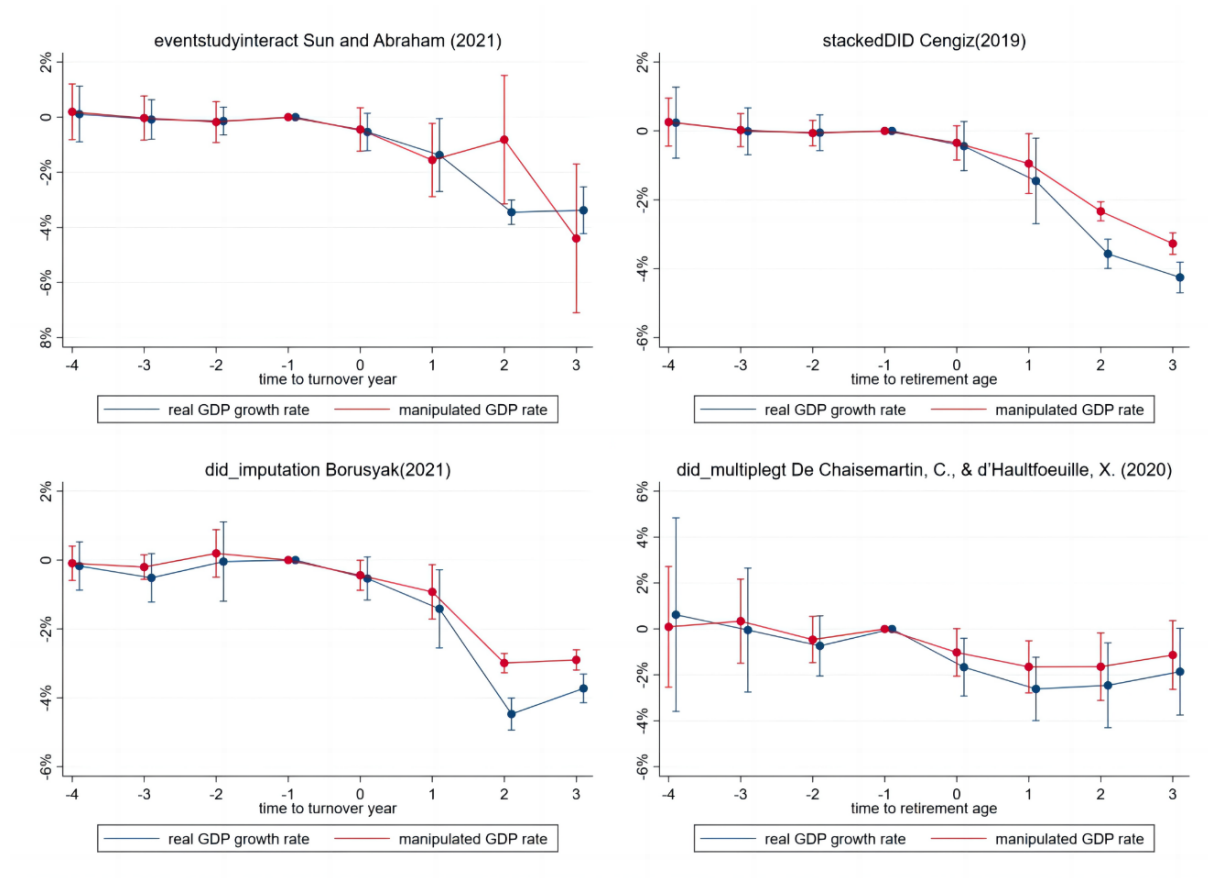 eventstudyinteract Sun and Abraham (2021)
2%
0
-2%
-4%
-6%
8%
-4 -3 -2 -1 0 1 2 3
time to turnover year
real GDP growth rate manipulated GDP rate
stackedDID Cengiz(2019)
2%
0
-2%
-4%
-6%
-4 -3 -2 -1 0 1 2 3
time to retirement age
real GDP growth rate manipulated GDP rate
did_imputation Borusyak(2021)
2%
0
2%
-4%
-6%
-4 -3 -2 -1 0 1 2 3
time to turnover year
real GDP growth rate manipulated GDP rate
did_multiplegt De Chaisemartin, C., & d'Haultfoeuille, X. (2020)
6%
4%
2%
0
-2%
-4%
-6%
-4 -3 -2 -1 0 1 2 3
time to retirement age
real GDP growth rate manipulated GDP rate